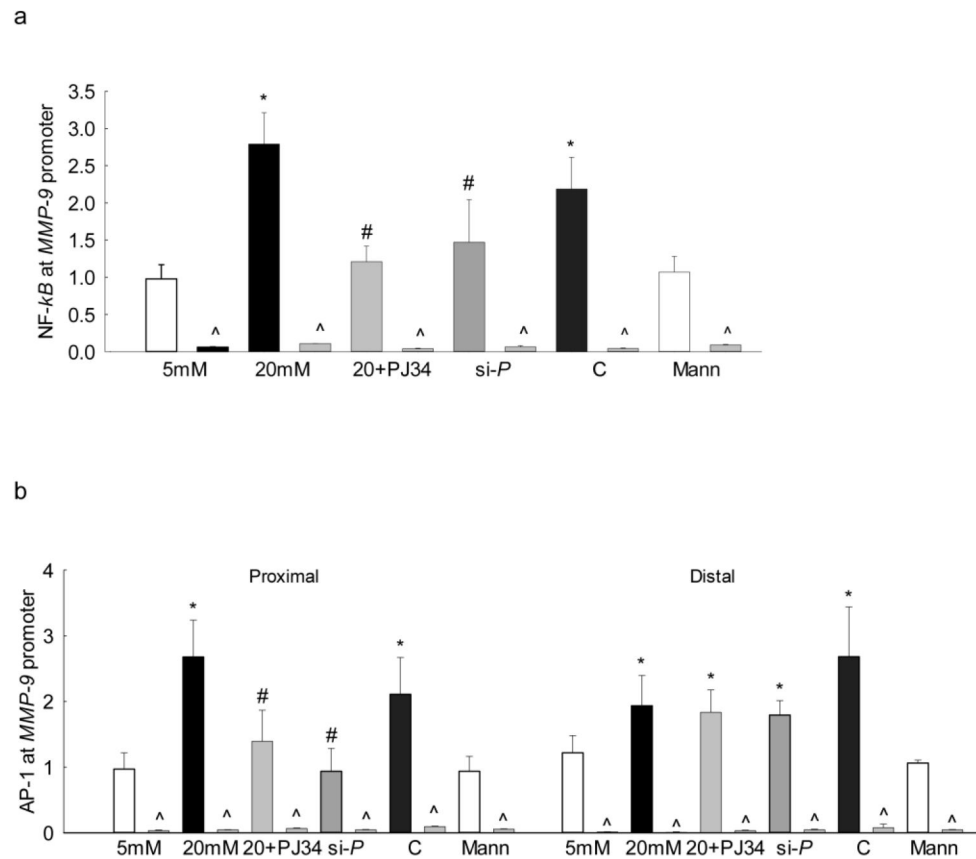 a
NF-kB at MMP-9 promoter
3.5
3.0
2.5
2.0
1.5
1.0
0.5
0.0
*
#
#
*
^ ^ ^ ^ ^ ^
5mM 20mM 20+PJ34 si-P C Mann
b
AP-1 at MMP-9 promoter
4
3
2
1
0
Proximal Distal
* # # * * * * *
^ ^ ^ ^ ^ ^ ^ ^ ^ ^ ^ ^
5mM 20mM 20+PJ34 si-P C Mann 5mM 20mM 20+PJ34 si-P C Mann